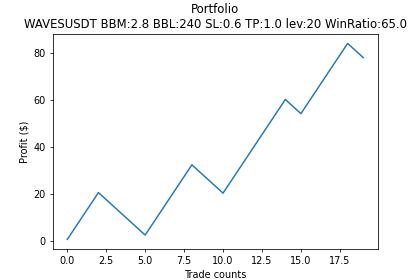 Portfolio
WAVESUSDT BBM:2.8 BBL:240 SL:0.6 TP:1.0 lev:20 WinRatio:65.0
80
60
40
20
0
Profit ($)
0.0 2.5 5.0 7.5 10.0 12.5 15.0 17.5
Trade counts